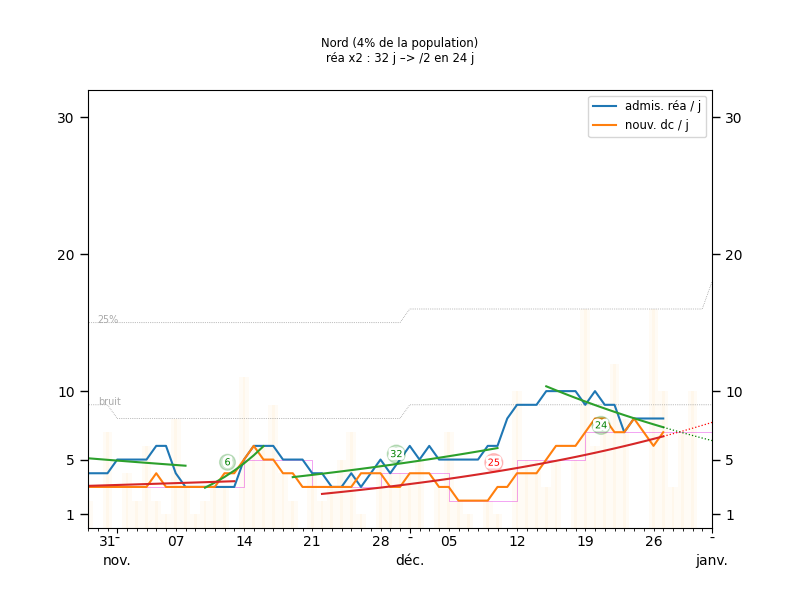 Nord (4% de la population)
réa x2 : 32 j –> /2 en 24 j
admis. réa / j
nouv. dc / j
30 30
20 20
25%
10 bruit 10
24
32
6 25
5 5
1 1
31 07 14 21 28 05 12 19 26
nov. déc. janv.